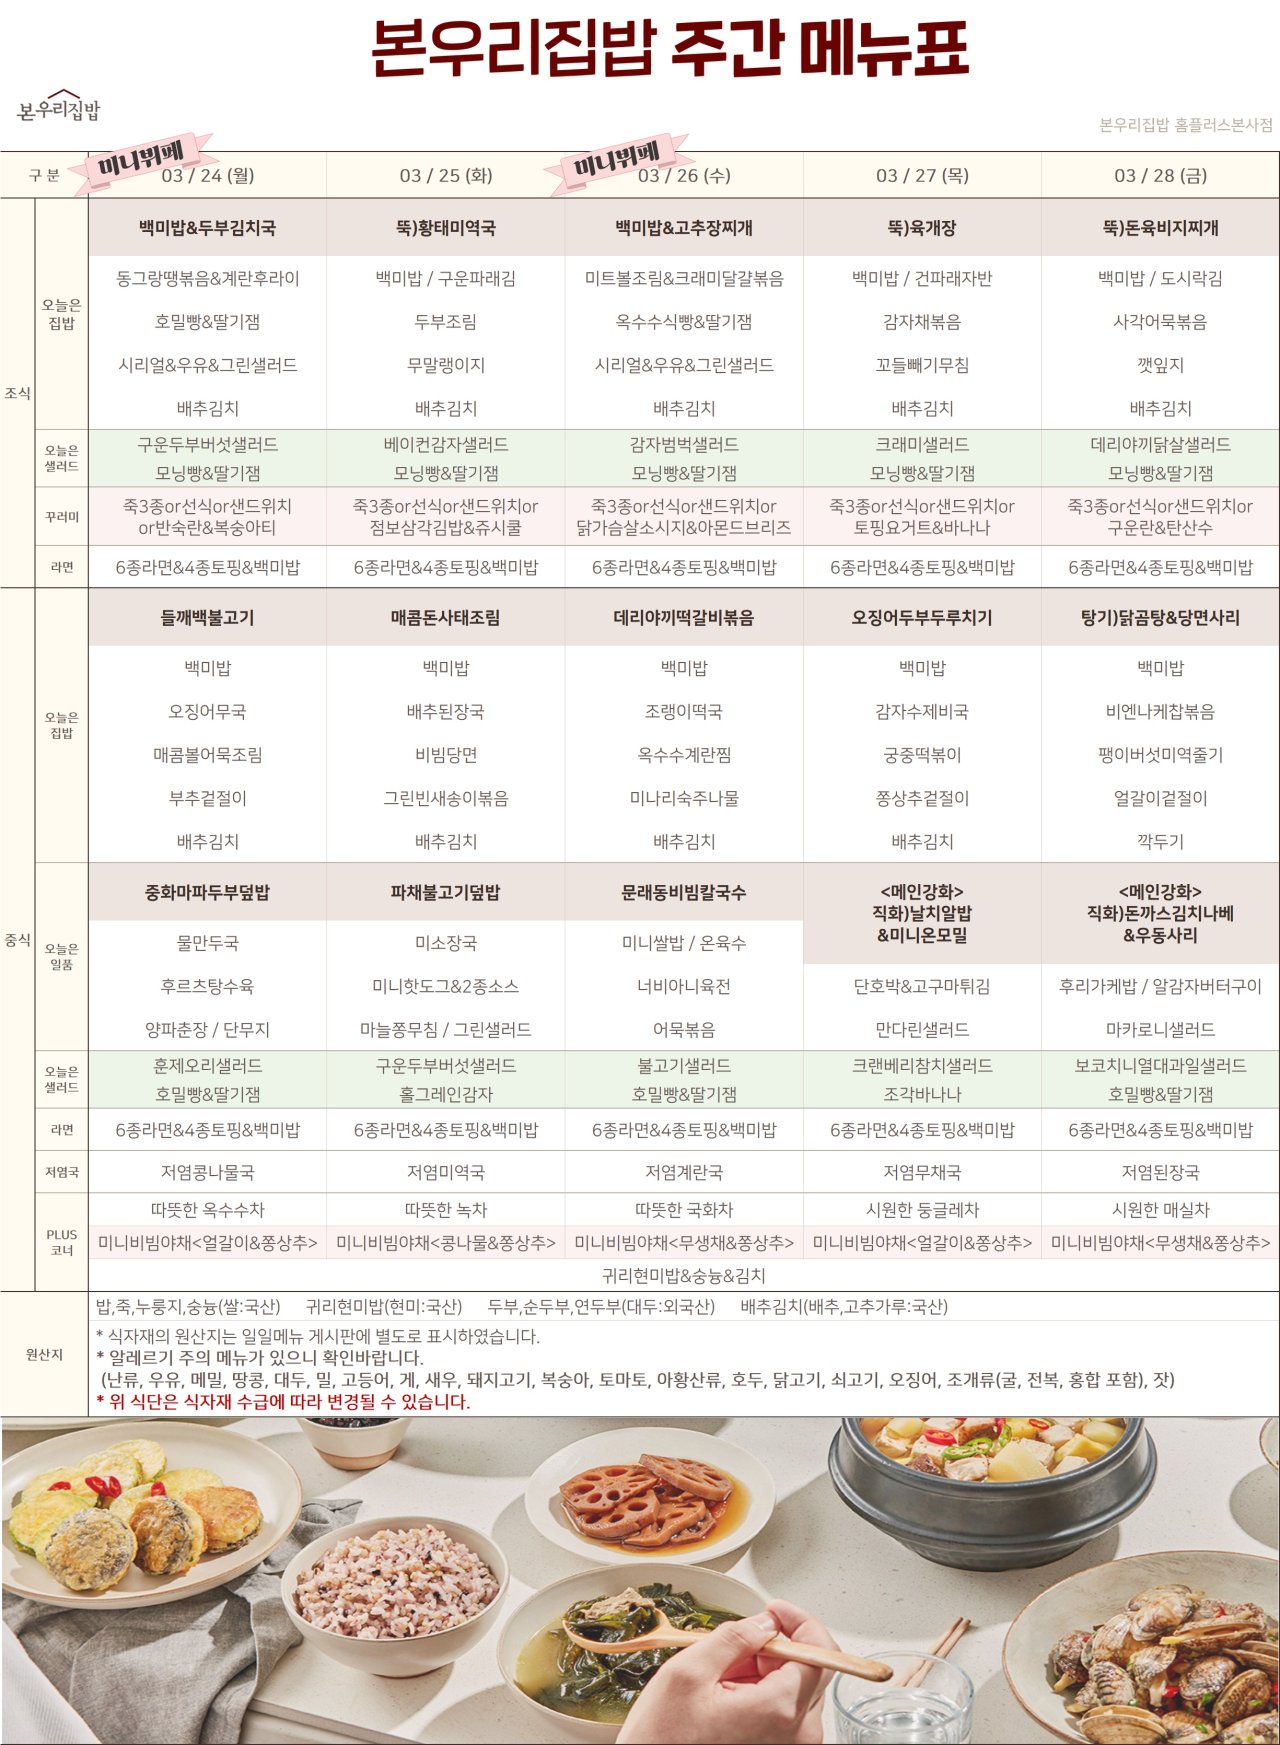 본우리집밥 주간 메뉴표
본우리집밥
본우리집밥 홈플러스본사점
미니뷔페
미니뷔페
구 분
03 / 24 (월)
03 / 25 (화)
03 / 26 (수)
03 / 27 (목)
03 / 28 (금)
조식
오늘은
집밥
백미밥&두부김치국
뚝)황태미역국
백미밥&고추장찌개
뚝)육개장
뚝)돈육비지찌개
동그랑땡볶음&계란후라이
백미밥 / 구운파래김
미트볼조림&크래미달걀볶음
백미밥 / 건파래자반
백미밥 / 도시락김
호밀빵&딸기잼
두부조림
옥수수식빵&딸기잼
감자채볶음
사각어묵볶음
시리얼&우유&그린샐러드
무말랭이지
시리얼&우유&그린샐러드
꼬들빼기무침
깻잎지
배추김치
배추김치
배추김치
배추김치
배추김치
오늘은
샐러드
구운두부버섯샐러드
베이컨감자샐러드
감자범벅샐러드
크래미샐러드
데리야끼닭살샐러드
모닝빵&딸기잼
모닝빵&딸기잼
모닝빵&딸기잼
모닝빵&딸기잼
모닝빵&딸기잼
꾸러미
죽3종or선식or샌드위치
or반숙란&복숭아티
죽3종or선식or샌드위치or
점보삼각김밥&쥬시쿨
죽3종or선식or샌드위치or
닭가슴살소시지&아몬드브리즈
죽3종or선식or샌드위치or
토핑요거트&바나나
죽3종or선식or샌드위치or
구운란&탄산수
라면
6종라면&4종토핑&백미밥
6종라면&4종토핑&백미밥
6종라면&4종토핑&백미밥
6종라면&4종토핑&백미밥
6종라면&4종토핑&백미밥
중식
오늘은
집밥
들깨백불고기
매콤돈사태조림
데리야끼떡갈비볶음
오징어두부두루치기
탕기)닭곰탕&당면사리
백미밥
백미밥
백미밥
백미밥
백미밥
오징어무국
배추된장국
조랭이떡국
감자수제비국
비엔나케찹볶음
매콤볼어묵조림
비빔당면
옥수수계란찜
궁중떡볶이
팽이버섯미역줄기
부추겉절이
그린빈새송이볶음
미나리숙주나물
쫑상추겉절이
얼갈이겉절이
배추김치
배추김치
배추김치
배추김치
깍두기
오늘은
일품
중화마파두부덮밥
파채불고기덮밥
문래동비빔칼국수
<메인강화>
직화)날치알밥
&미니온모밀
<메인강화>
직화)돈까스김치나베
&우동사리
물만두국
미소장국
미니쌀밥 / 온육수
후르츠탕수육
미니핫도그&2종소스
너비아니육전
단호박&고구마튀김
후리가케밥 / 알감자버터구이
양파춘장 / 단무지
마늘쫑무침 / 그린샐러드
어묵볶음
만다린샐러드
마카로니샐러드
오늘은
샐러드
훈제오리샐러드
구운두부버섯샐러드
불고기샐러드
크랜베리참치샐러드
보코치니열대과일샐러드
호밀빵&딸기잼
홀그레인감자
호밀빵&딸기잼
조각바나나
호밀빵&딸기잼
라면
6종라면&4종토핑&백미밥
6종라면&4종토핑&백미밥
6종라면&4종토핑&백미밥
6종라면&4종토핑&백미밥
6종라면&4종토핑&백미밥
저염국
저염콩나물국
저염미역국
저염계란국
저염무채국
저염된장국
PLUS
코너
따뜻한 옥수수차
따뜻한 녹차
따뜻한 국화차
시원한 둥글레차
시원한 매실차
미니비빔야채<얼갈이&쫑상추>
미니비빔야채<콩나물&쫑상추>
미니비빔야채<무생채&쫑상추>
미니비빔야채<얼갈이&쫑상추>
미니비빔야채<무생채&쫑상추>
귀리현미밥&숭늉&김치
원산지
밥,죽,누룽지,숭늉(쌀:국산) 귀리현미밥(현미:국산) 두부,순두부,연두부(대두:외국산) 배추김치(배추,고추가루:국산)
* 식자재의 원산지는 일일메뉴 게시판에 별도로 표시하였습니다.
* 알레르기 주의 메뉴가 있으니 확인바랍니다.
(난류, 우유, 메밀, 땅콩, 대두, 밀, 고등어, 게, 새우, 돼지고기, 복숭아, 토마토, 아황산류, 호두, 닭고기, 쇠고기, 오징어, 조개류(굴, 전복, 홍합 포함), 잣)
* 위 식단은 식자재 수급에 따라 변경될 수 있습니다.